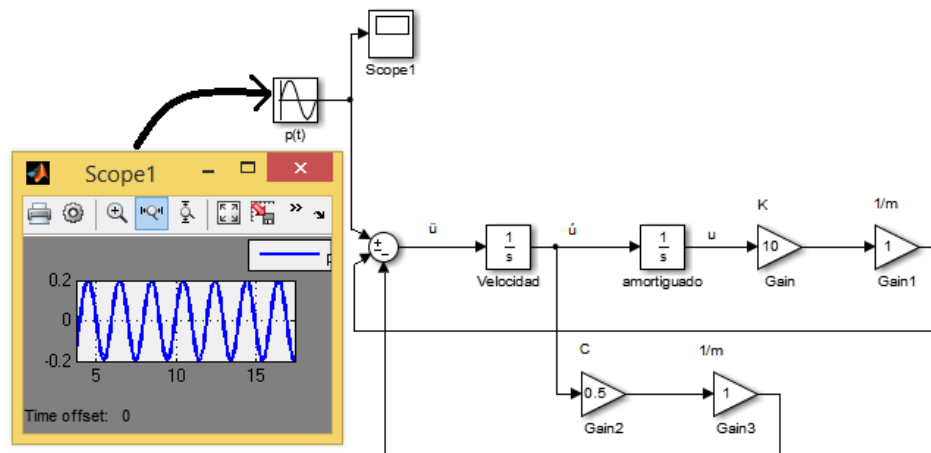 Scope1
p(t)
Scope1
0.2
0
-0.2
5 10 15
Time offset: 0
ü
1
s
Velocidad
ú
1
s
amortiguado
u
K
10
Gain
1/m
1
Gain1
C
0.5
Gain2
1/m
1
Gain3